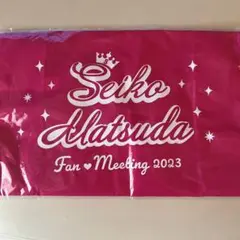 Seiko
Matsuda
Fan ♥ Meeting 2023